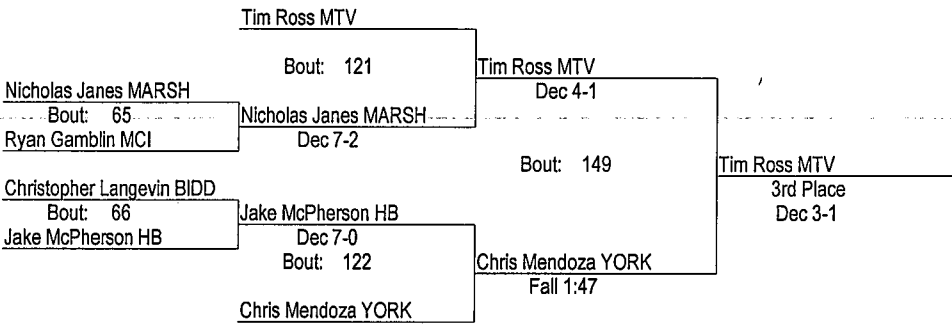 Tim Ross MTV
Bout: 121
Tim Ross MTV
Nicholas Janes MARSH
Dec 4-1
Bout: 65
Nicholas Janes MARSH
Ryan Gamblin MCI
Dec 7-2
Bout: 149
Tim Ross MTV
Christopher Langevin BIDD
3rd Place
Bout: 66
Jake McPherson HB
Dec 3-1
Jake McPherson HB
Dec 7-0
Bout: 122
Chris Mendoza YORK
Fall 1:47
Chris Mendoza YORK